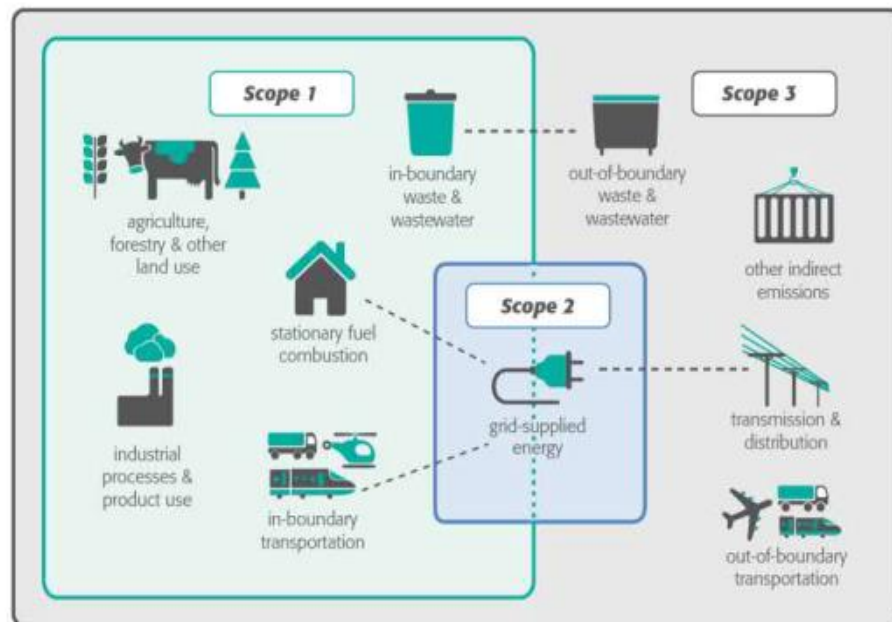 Scope 1
Scope 3
in-boundary
waste &
wastewater
out-of-boundary
waste &
wastewater
agriculture,
forestry & other
land use
other indirect
emissions
Scope 2
stationary fuel
combustion
grid-supplied
energy
transmission &
distribution
industrial
processes &
product use
in-boundary
transportation
out-of-boundary
transportation